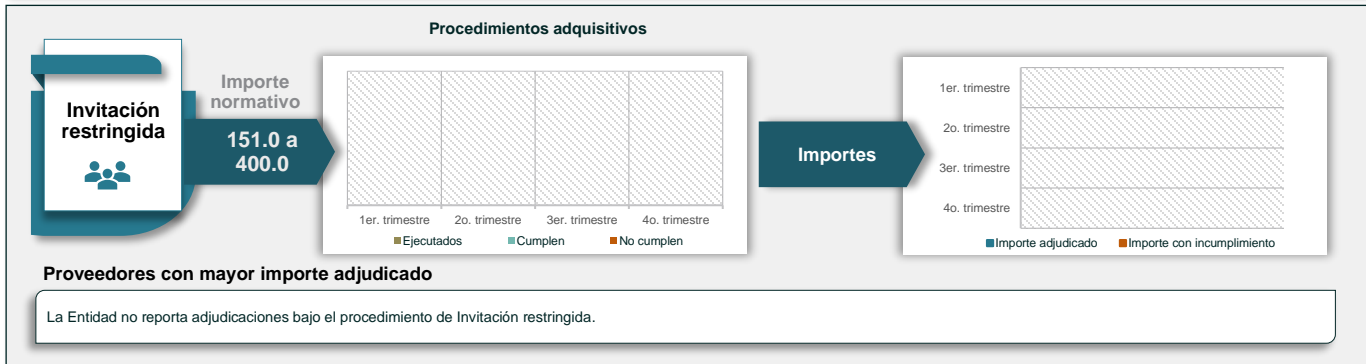 Procedimientos adquisitivos
Invitación
restringida
Importe
normativo
151.0 a
400.0
1er. trimestre 2o. trimestre 3er. trimestre 4o. trimestre
Ejecutados Cumplen No cumplen
Importes
1er. trimestre
2o. trimestre
3er. trimestre
4o. trimestre
Importe adjudicado Importe con incumplimiento
Proveedores con mayor importe adjudicado
La Entidad no reporta adjudicaciones bajo el procedimiento de Invitación restringida.